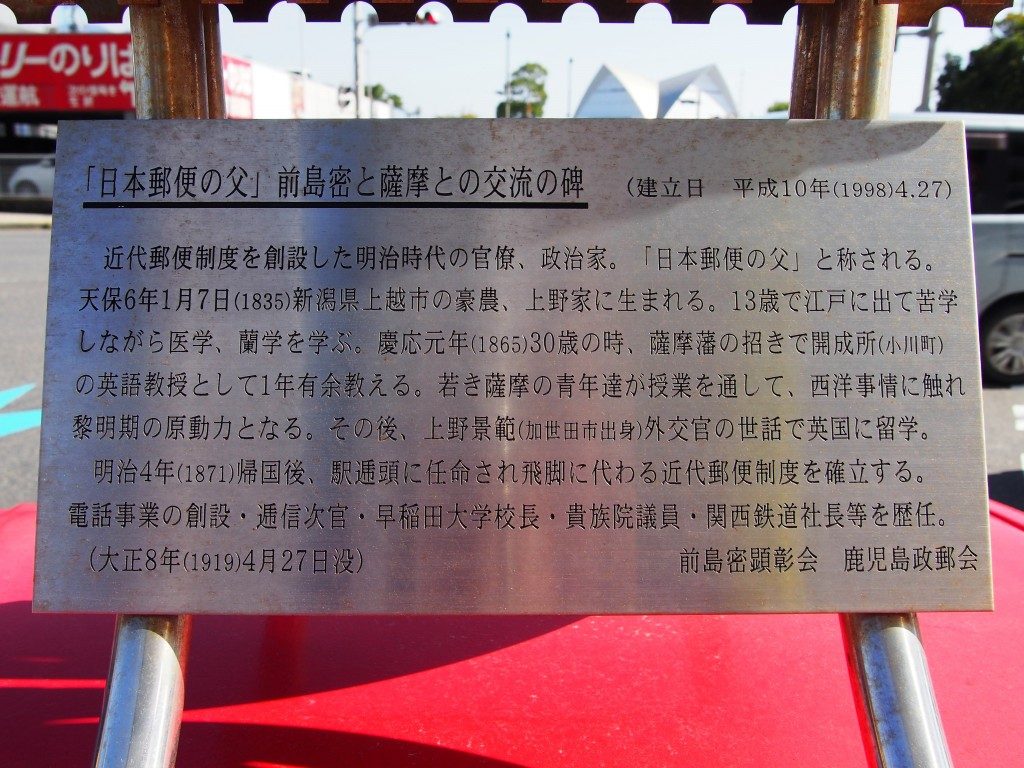 リーのりば
運航
「日本郵便の父」前島密と薩摩との交流の碑 (建立日 平成10年(1998)4.27)
近代郵便制度を創設した明治時代の官僚、政治家。「日本郵便の父」と称される。
天保6年1月7日(1835)新潟県上越市の豪農、上野家に生まれる。13歳で江戸に出て苦学
しながら医学、蘭学を学ぶ。慶応元年(1865)30歳の時、薩摩藩の招きで開成所(小川町)
の英語教授として1年有余教える。若き薩摩の青年達が授業を通して、西洋事情に触れ
黎明期の原動力となる。その後、上野景範(加世田市出身)外交官の世話で英国に留学。
明治4年(1871)帰国後、駅逓頭に任命され飛脚に代わる近代郵便制度を確立する。
電話事業の創設・逓信次官・早稲田大学校長・貴族院議員・関西鉄道社長等を歴任。
(大正8年(1919)4月27日没) 前島密顕彰会 鹿児島政郵会